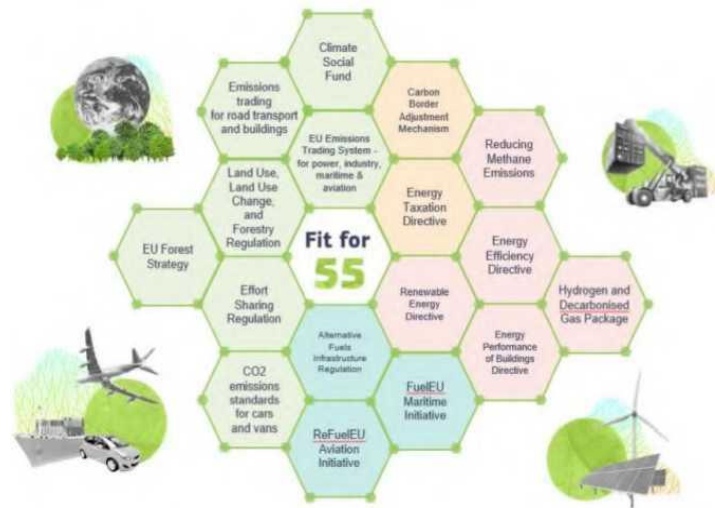 Climate
Social
Fund
Emissions
trading
for road transport
and buildings
Carbon
Border
Adjustment
Mechanism
EU Emissions
Trading System -
for power, industry,
maritime &
aviation
Reducing
Methane
Emissions
Land Use,
Land Use
Change,
and
Forestry
Regulation
Energy
Taxation
Directive
EU Forest
Strategy
Fit for
55
Energy
Efficiency
Directive
Effort
Sharing
Regulation
Renewable
Energy
Directive
Hydrogen and
Decarbonised
Gas Package
Alternative
Fuels
Infrastructure
Regulation
Energy
Performance
of Buildings
Directive
CO2
emissions
standards
for cars
and vans
FuelEU
Maritime
Initiative
ReFuelEU
Aviation
Initiative